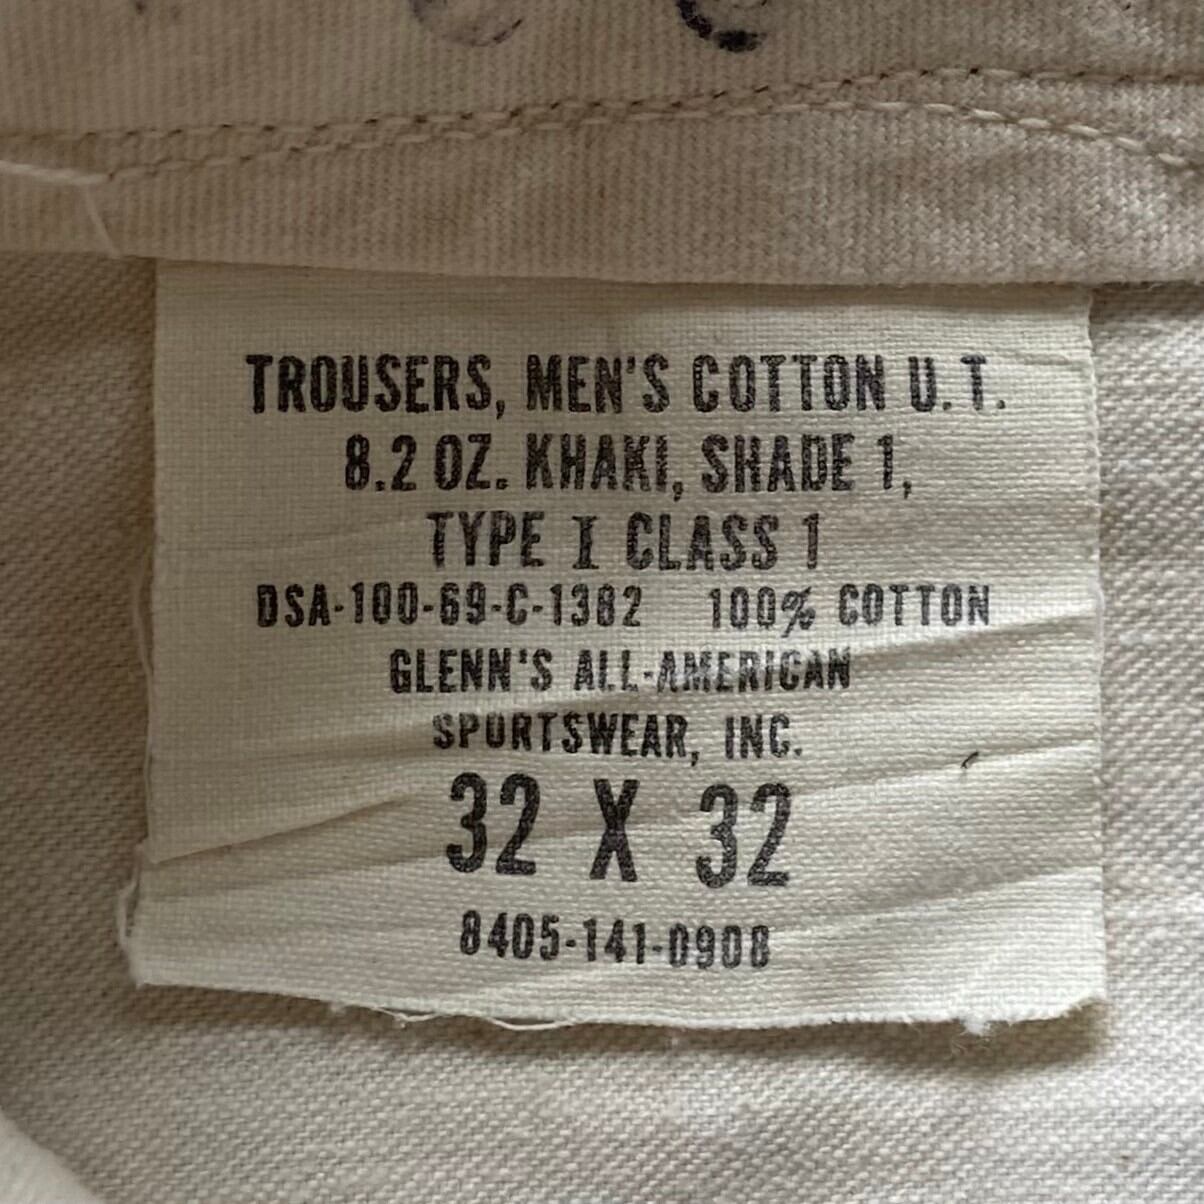 TROUSERS, MEN'S COTTON U.T.
8.2 OZ. KHAKI, SHADE 1,
TYPE I CLASS 1
DSA-100-69-C-1382 100% COTTON
GLENN'S ALL-AMERICAN
SPORTSWEAR, INC.
32 X 32
8405-141-0908